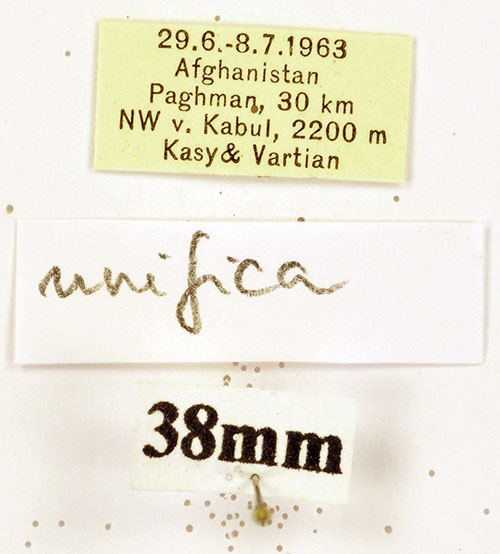 29.6.-8.7.1963
Afghanistan
Paghman, 30 km
NW v. Kabul, 2200 m
Kasy & Vartian
unifica
38mm